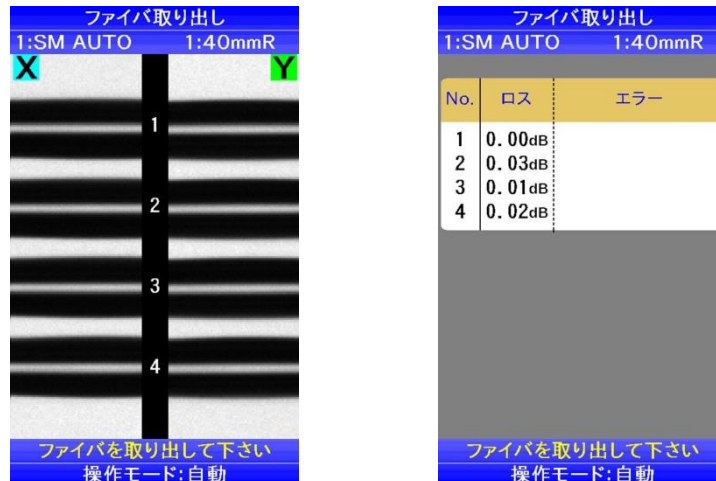 ファイバ取り出し
1:SM AUTO 1:40mmR
X Y
1
2
3
4
ファイバを取り出して下さい
操作モード:自動
ファイバ取り出し
1:SM AUTO 1:40mmR
No. ロス エラー
1 0.00dB
2 0.03dB
3 0.01dB
4 0.02dB
ファイバを取り出して下さい
操作モード:自動